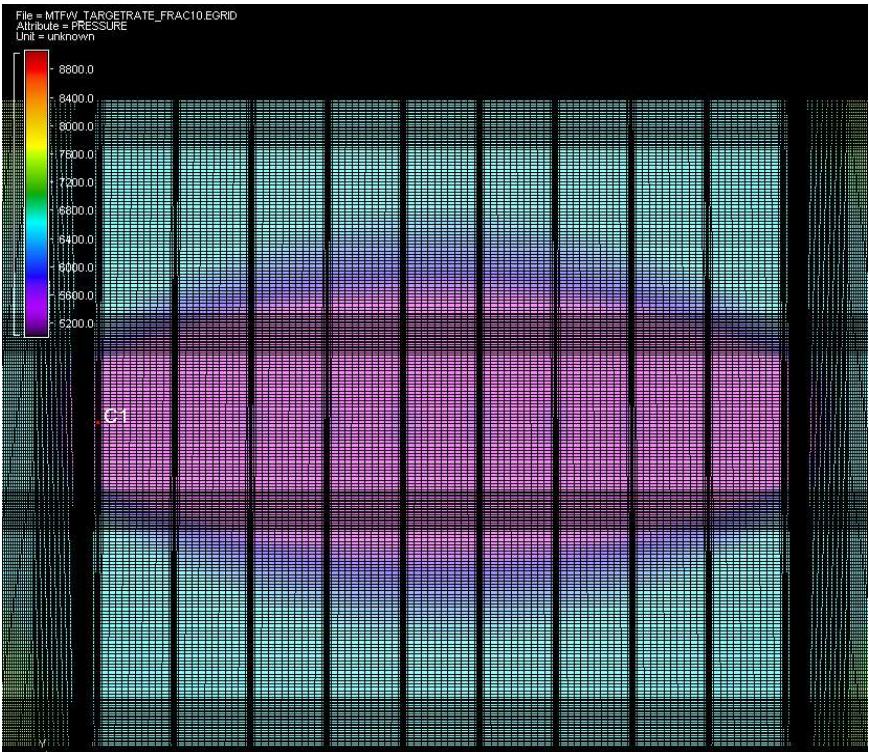 File = MTFW_TARGETRATE_FRAC10.EGRID
Attribute = PRESSURE
Unit = unknown
8800.0
8400.0
8000.0
7600.0
7200.0
6800.0
6400.0
6000.0
5600.0
5200.0
C1
Y